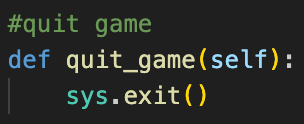 #quit game
def quit_game(self):
    sys.exit()